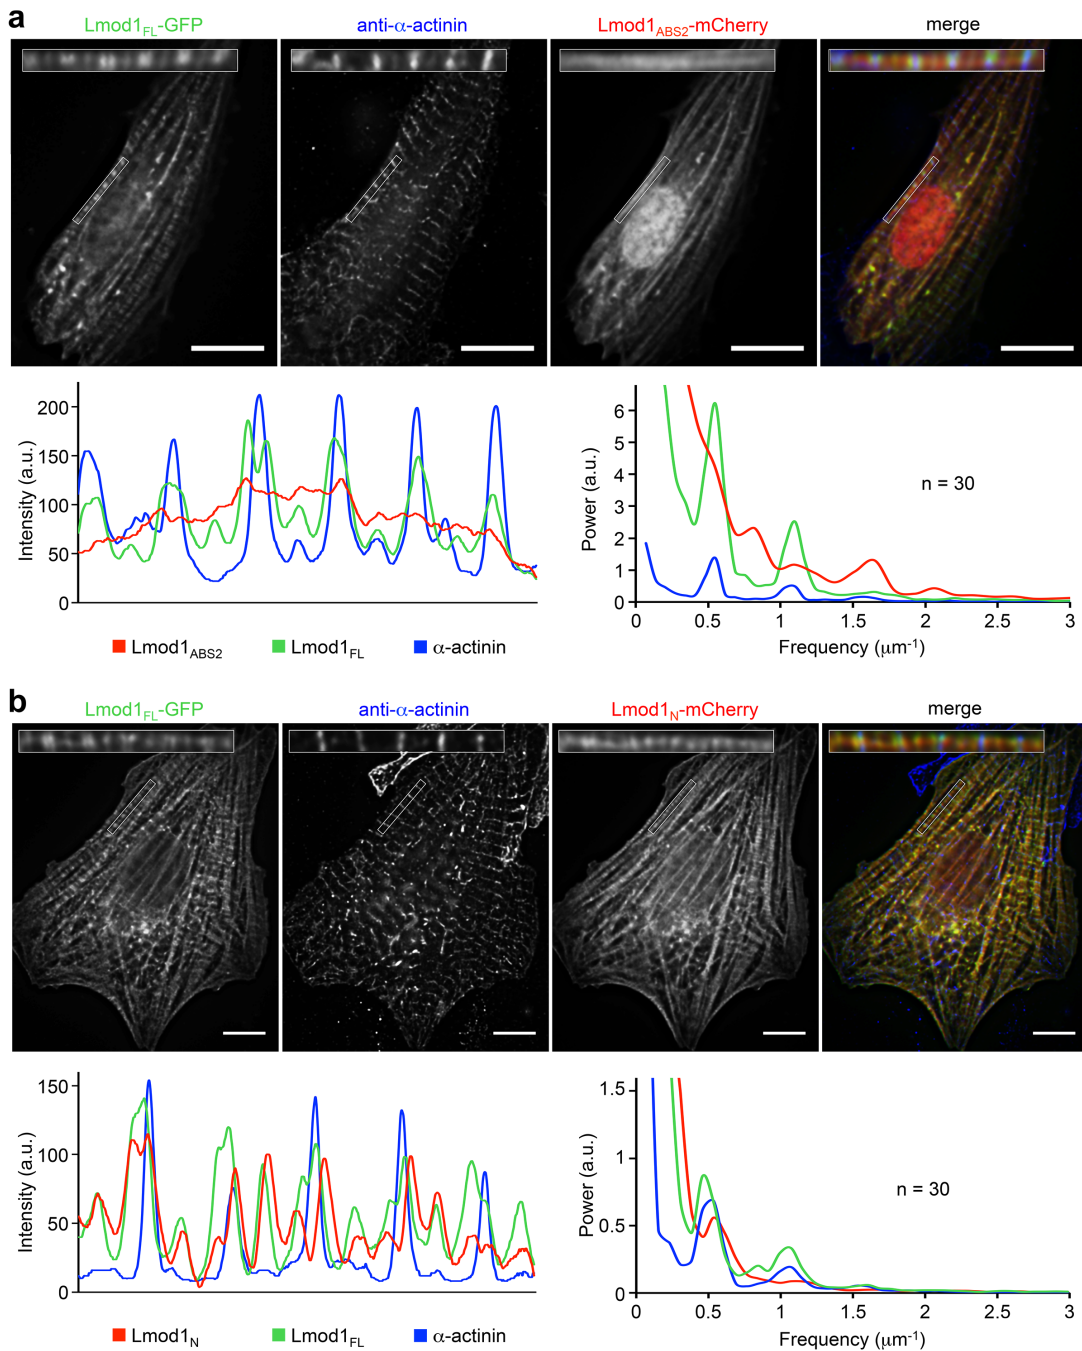 a
Lmod1FL-GFP anti-α-actinin Lmod1ABS2-mCherry merge
200
150
100
50
0
Intensity (a.u.)
Lmod1ABS2 Lmod1FL α-actinin
6
5
4
3
2
1
0
Power (a.u.)
n = 30
0 0.5 1 1.5 2 2.5 3
Frequency (μm-1)
b
Lmod1FL-GFP anti-α-actinin Lmod1N-mCherry merge
150
100
50
0
Intensity (a.u.)
Lmod1N Lmod1FL α-actinin
1.5
1
0.5
0
Power (a.u.)
n = 30
0 0.5 1 1.5 2 2.5 3
Frequency (μm-1)